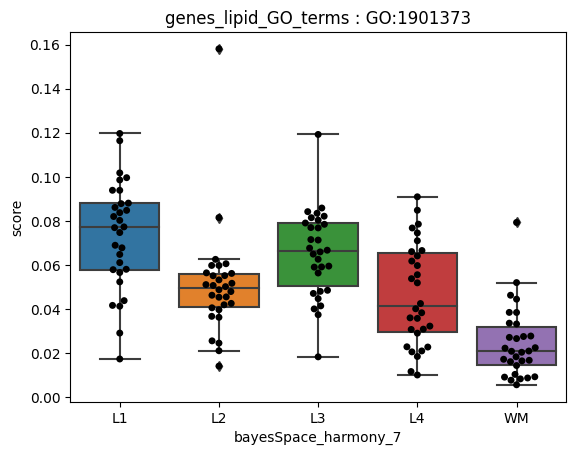 genes_lipid_GO_terms : GO:1901373
0.16
0.14
0.12
0.10
0.08
0.06
0.04
0.02
0.00
score
L1 L2 L3 L4 WM
bayesSpace_harmony_7